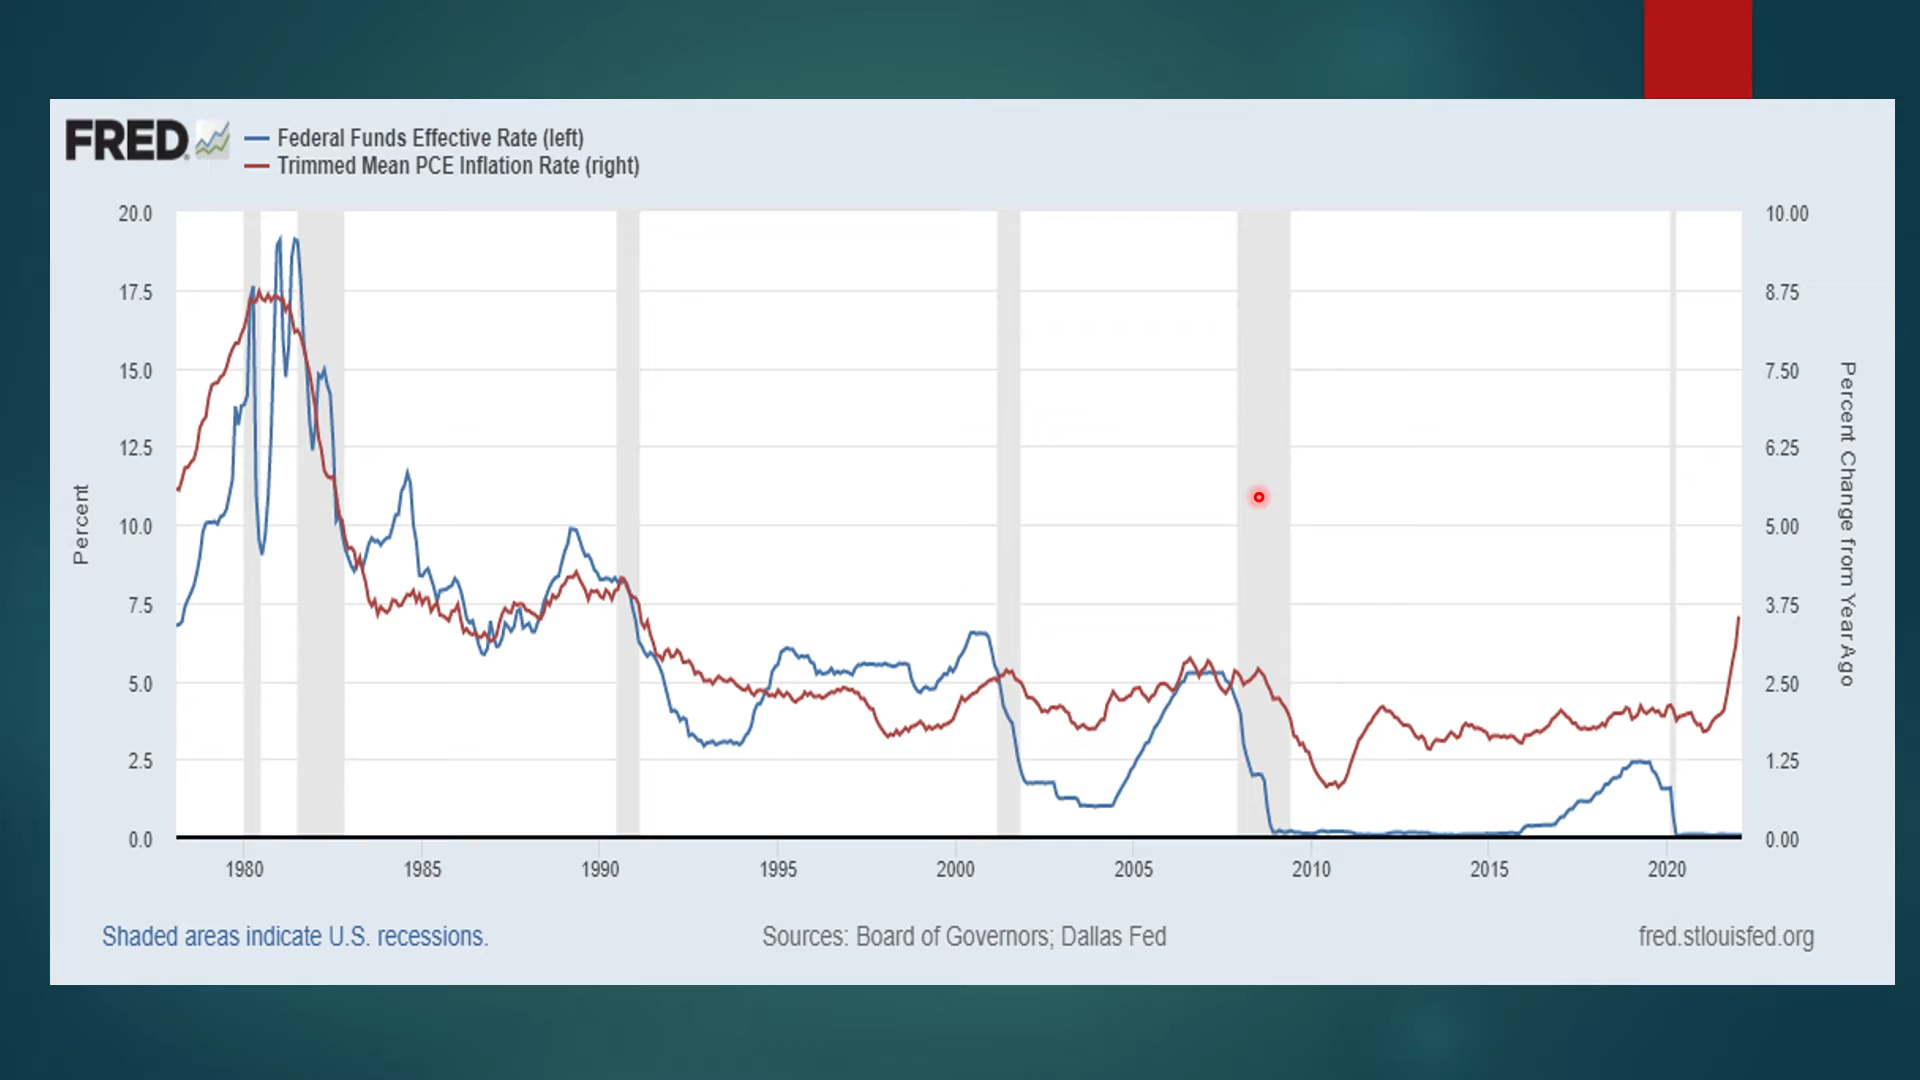 FRED
Federal Funds Effective Rate (left)
Trimmed Mean PCE Inflation Rate (right)
20.0
17.5
15.0
12.5
10.0
7.5
5.0
2.5
0.0
Percent
10.00
8.75
7.50
6.25
5.00
3.75
2.50
1.25
0.00
Percent Change from Year Ago
1980 1985 1990 1995 2000 2005 2010 2015 2020
Shaded areas indicate U.S. recessions.
Sources: Board of Governors; Dallas Fed
fred.stlouisfed.org